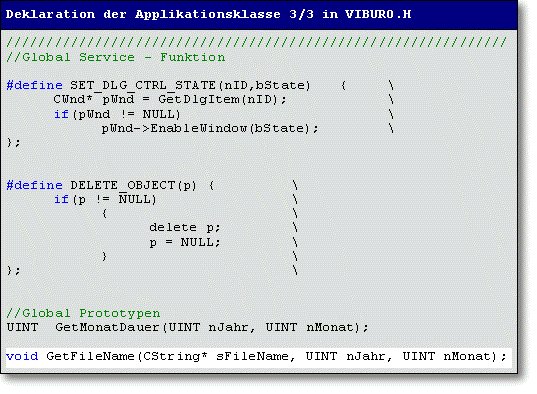 Deklaration der Applikationsklasse 3/3 in VIBURO.H
/////////////////////////////////////////////////////////////////
//Global Service - Funktion
#define SET_DLG_CTRL_STATE(nID,bState) { \
CWnd* pWnd = GetDlgItem(nID); \
if(pWnd != NULL) \
pWnd->EnableWindow(bState); \
};
#define DELETE_OBJECT(p) { \
if(p != NULL) \
{ \
delete p; \
p = NULL; \
} \
}; \
//Global Prototypen
UINT GetMonatDauer(UINT nJahr, UINT nMonat);
void GetFileName(CString* sFileName, UINT nJahr, UINT nMonat);